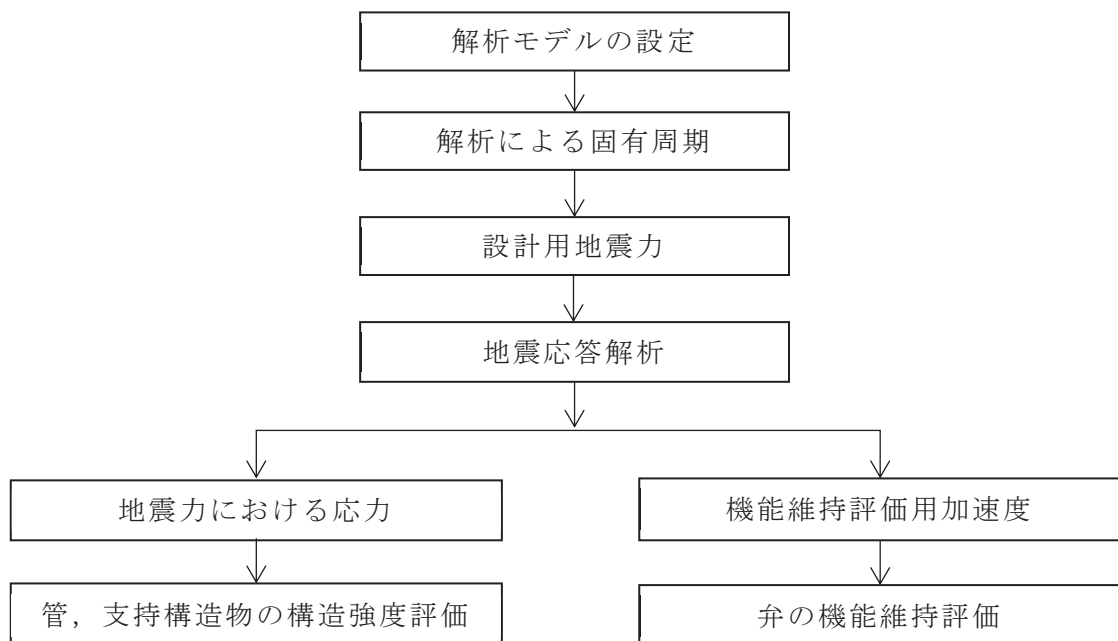 解析モデルの設定
解析による固有周期
設計用地震力
地震応答解析
地震力における応力
機能維持評価用加速度
管，支持構造物の構造強度評価
弁の機能維持評価